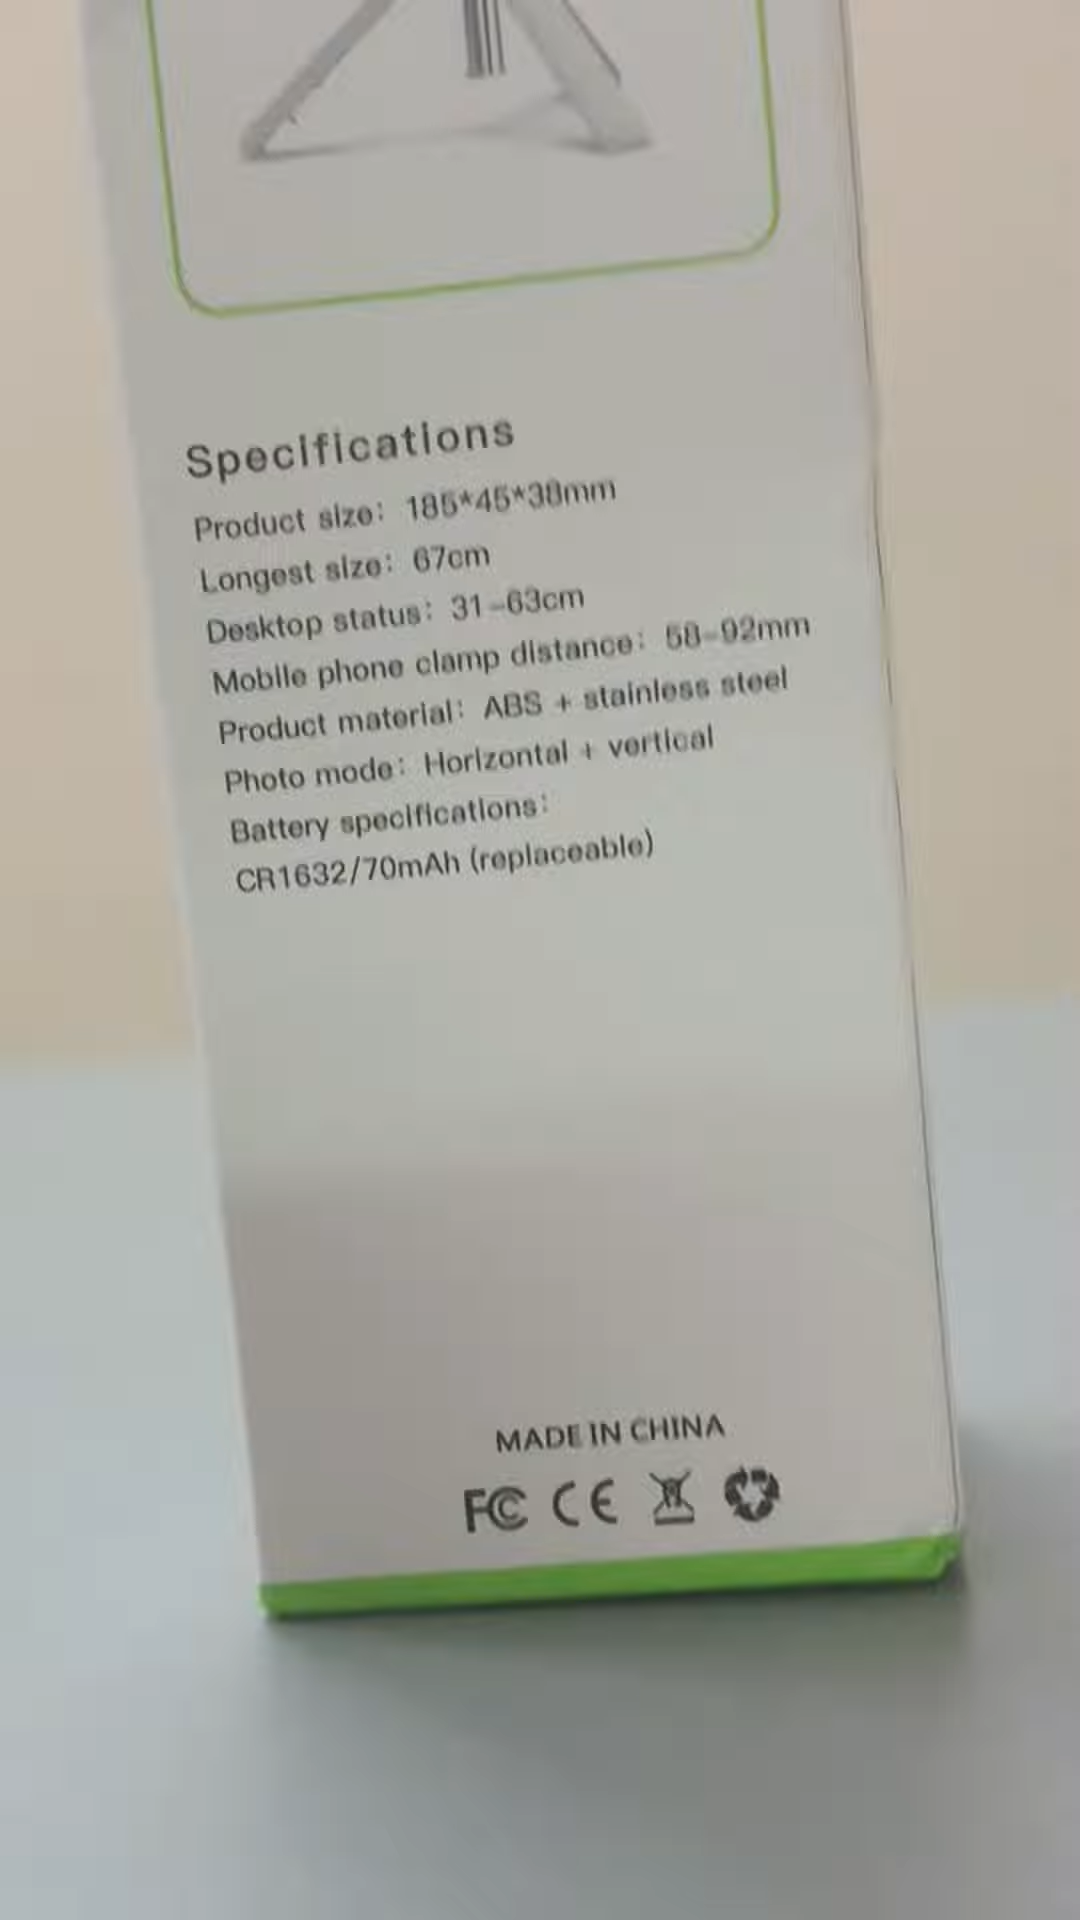 Specifications
Product size: 185*45*38mm
Longest size: 67cm
Desktop status: 31-63cm
Mobile phone clamp distance: 58-92mm
Product material: ABS + stainless steel
Photo mode: Horizontal + vertical
Battery specifications:
CR1632/70mAh (replaceable)
MADE IN CHINA
FC CE